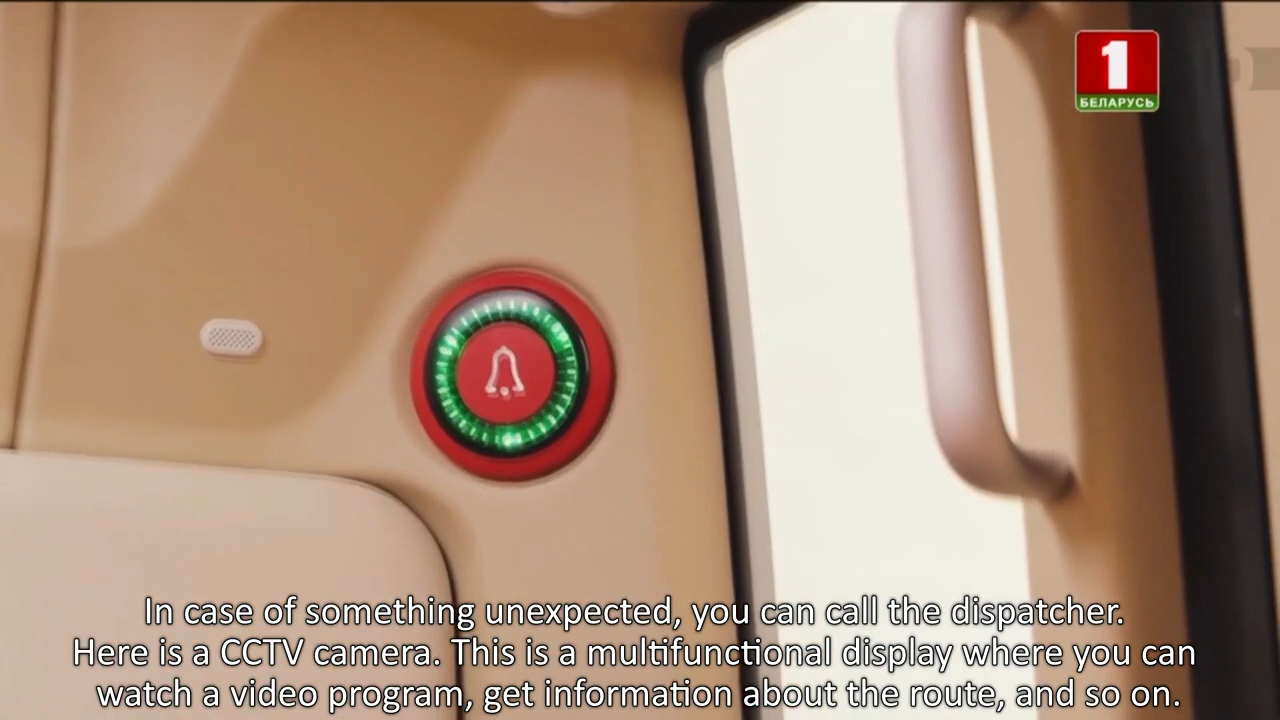 1
БЕЛАРУСЬ
In case of something unexpected, you can call the dispatcher.
Here is a CCTV camera. This is a multifunctional display where you can
watch a video program, get information about the route, and so on.